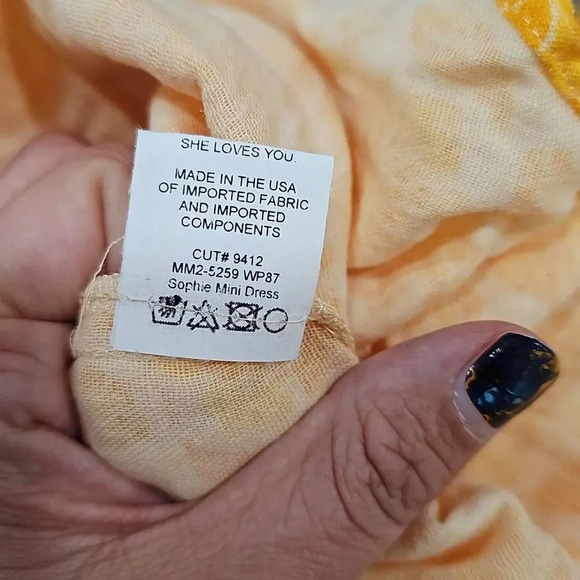 SHE LOVES YOU.
MADE IN THE USA
OF IMPORTED FABRIC
AND IMPORTED
COMPONENTS
CUT# 9412
MM2-5259 WP87
Sophie Mini Dress